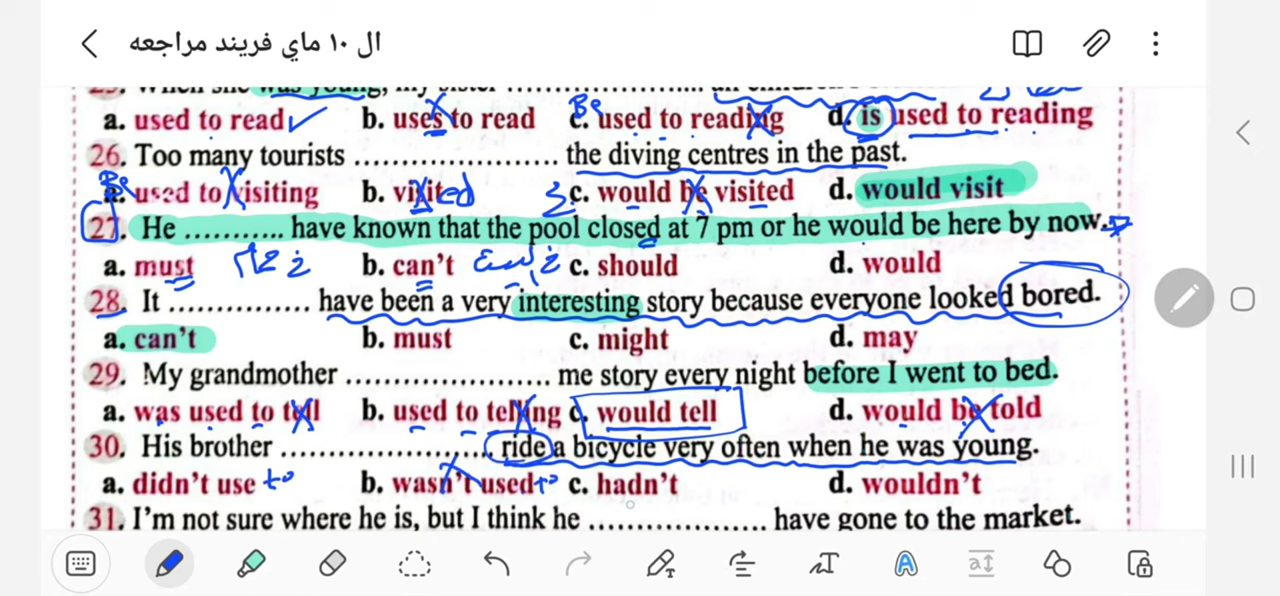 ال ١٠ ماي فريند مراجعه
a. used to read b. uses to read c. used to reading d. is used to reading
Be
26. Too many tourists ........................ the diving centres in the past.
Be
a. used to visiting b. visited c. would be visited d. would visit
27. He ........... have known that the pool closed at 7 pm or he would be here by now.
a. must b. can't c. should d. would
28. It ................. have been a very interesting story because everyone looked bored.
a. can't b. must c. might d. may
29. My grandmother ........................ me story every night before I went to bed.
a. was used to tell b. used to telling c. would tell d. would be told
30. His brother ........................ ride a bicycle very often when he was young.
a. didn't use to b. wasn't used to c. hadn't d. wouldn't
31. I'm not sure where he is, but I think he .................... have gone to the market.